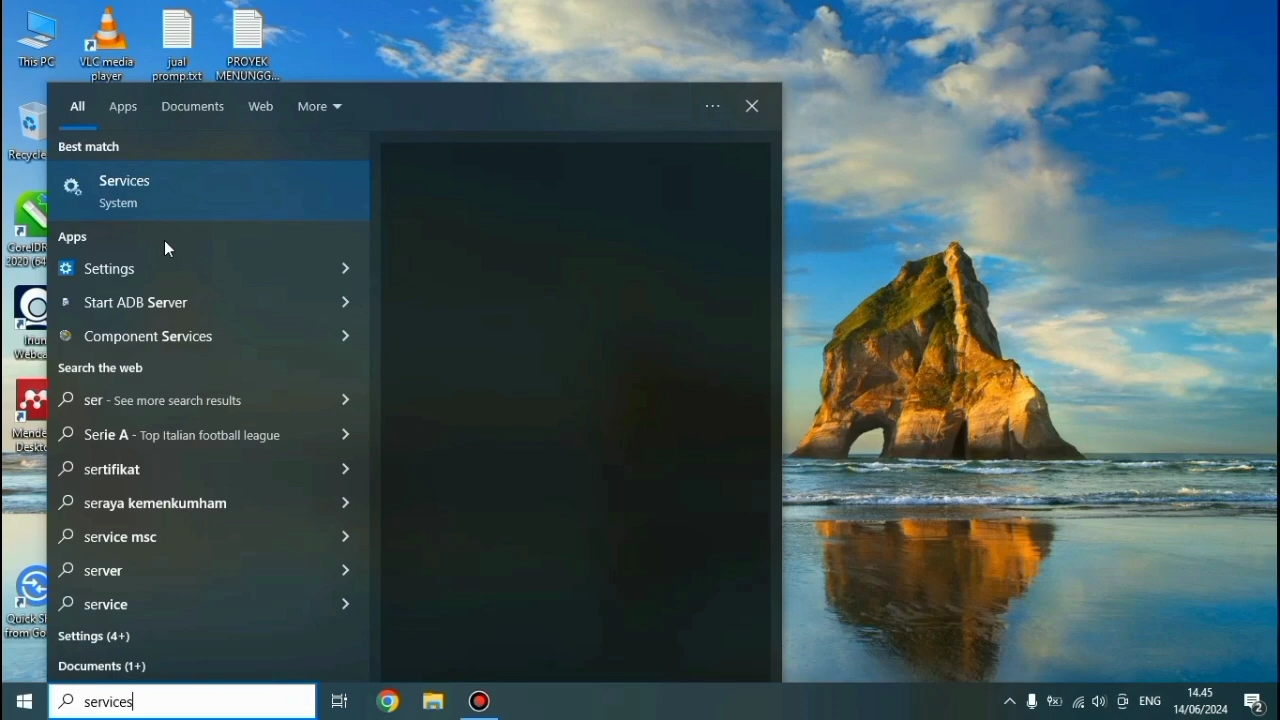 This PC
VLC media
player
jual
promp.txt
PROYEK
MENUNGG...
Recycle
CorelDR
2020 (64
Iriun
Webca
Mende
Deskto
Quick S
from Go
All
Apps
Documents
Web
More
Best match
Services
System
Apps
Settings
Start ADB Server
Component Services
Search the web
ser - See more search results
Serie A - Top Italian football league
sertifikat
seraya kemenkumham
service msc
server
service
Settings (4+)
Documents (1+)
services
ENG
14.45
14/06/2024
2